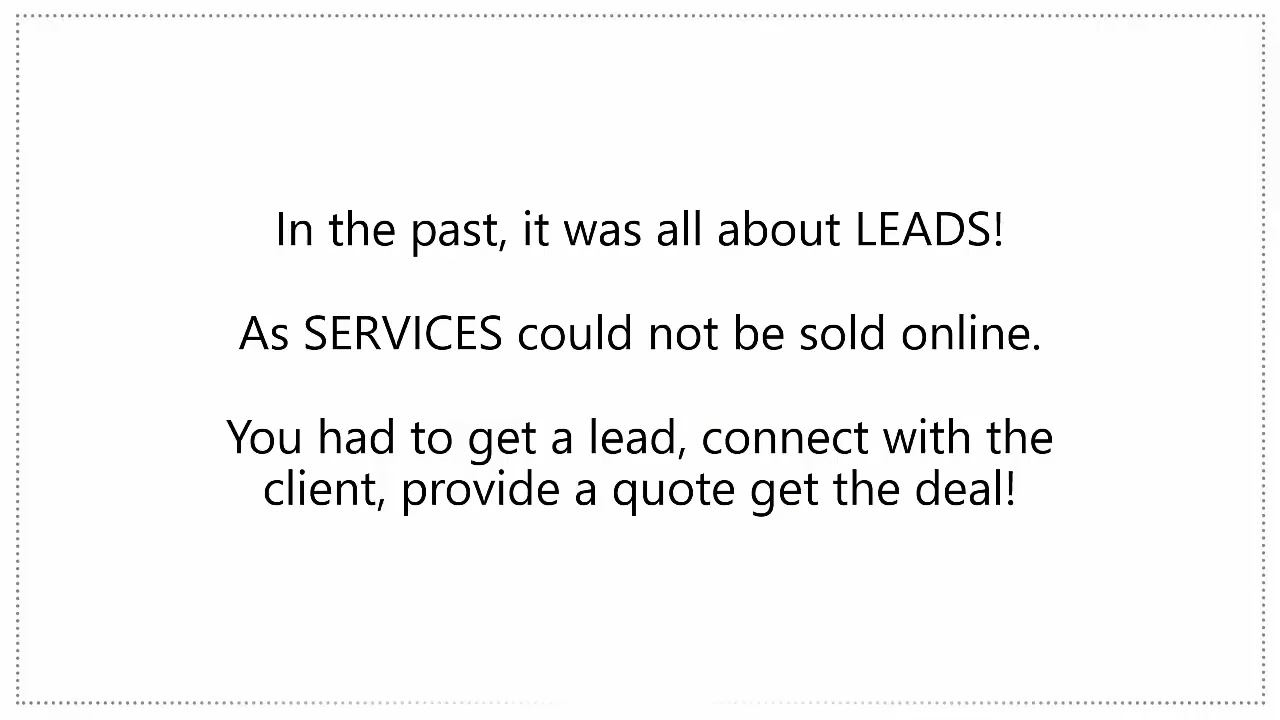 In the past, it was all about LEADS!
As SERVICES could not be sold online.
You had to get a lead, connect with the
client, provide a quote get the deal!